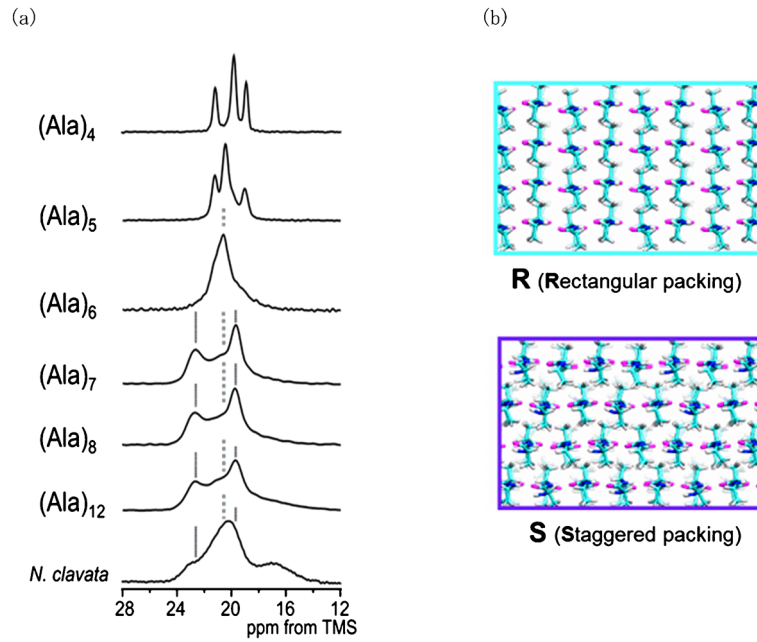 (a)
(b)
(Ala)4
(Ala)5
(Ala)6
(Ala)7
(Ala)8
(Ala)12
N. clavata
28 24 20 16 12
ppm from TMS
R (Rectangular packing)
S (Staggered packing)